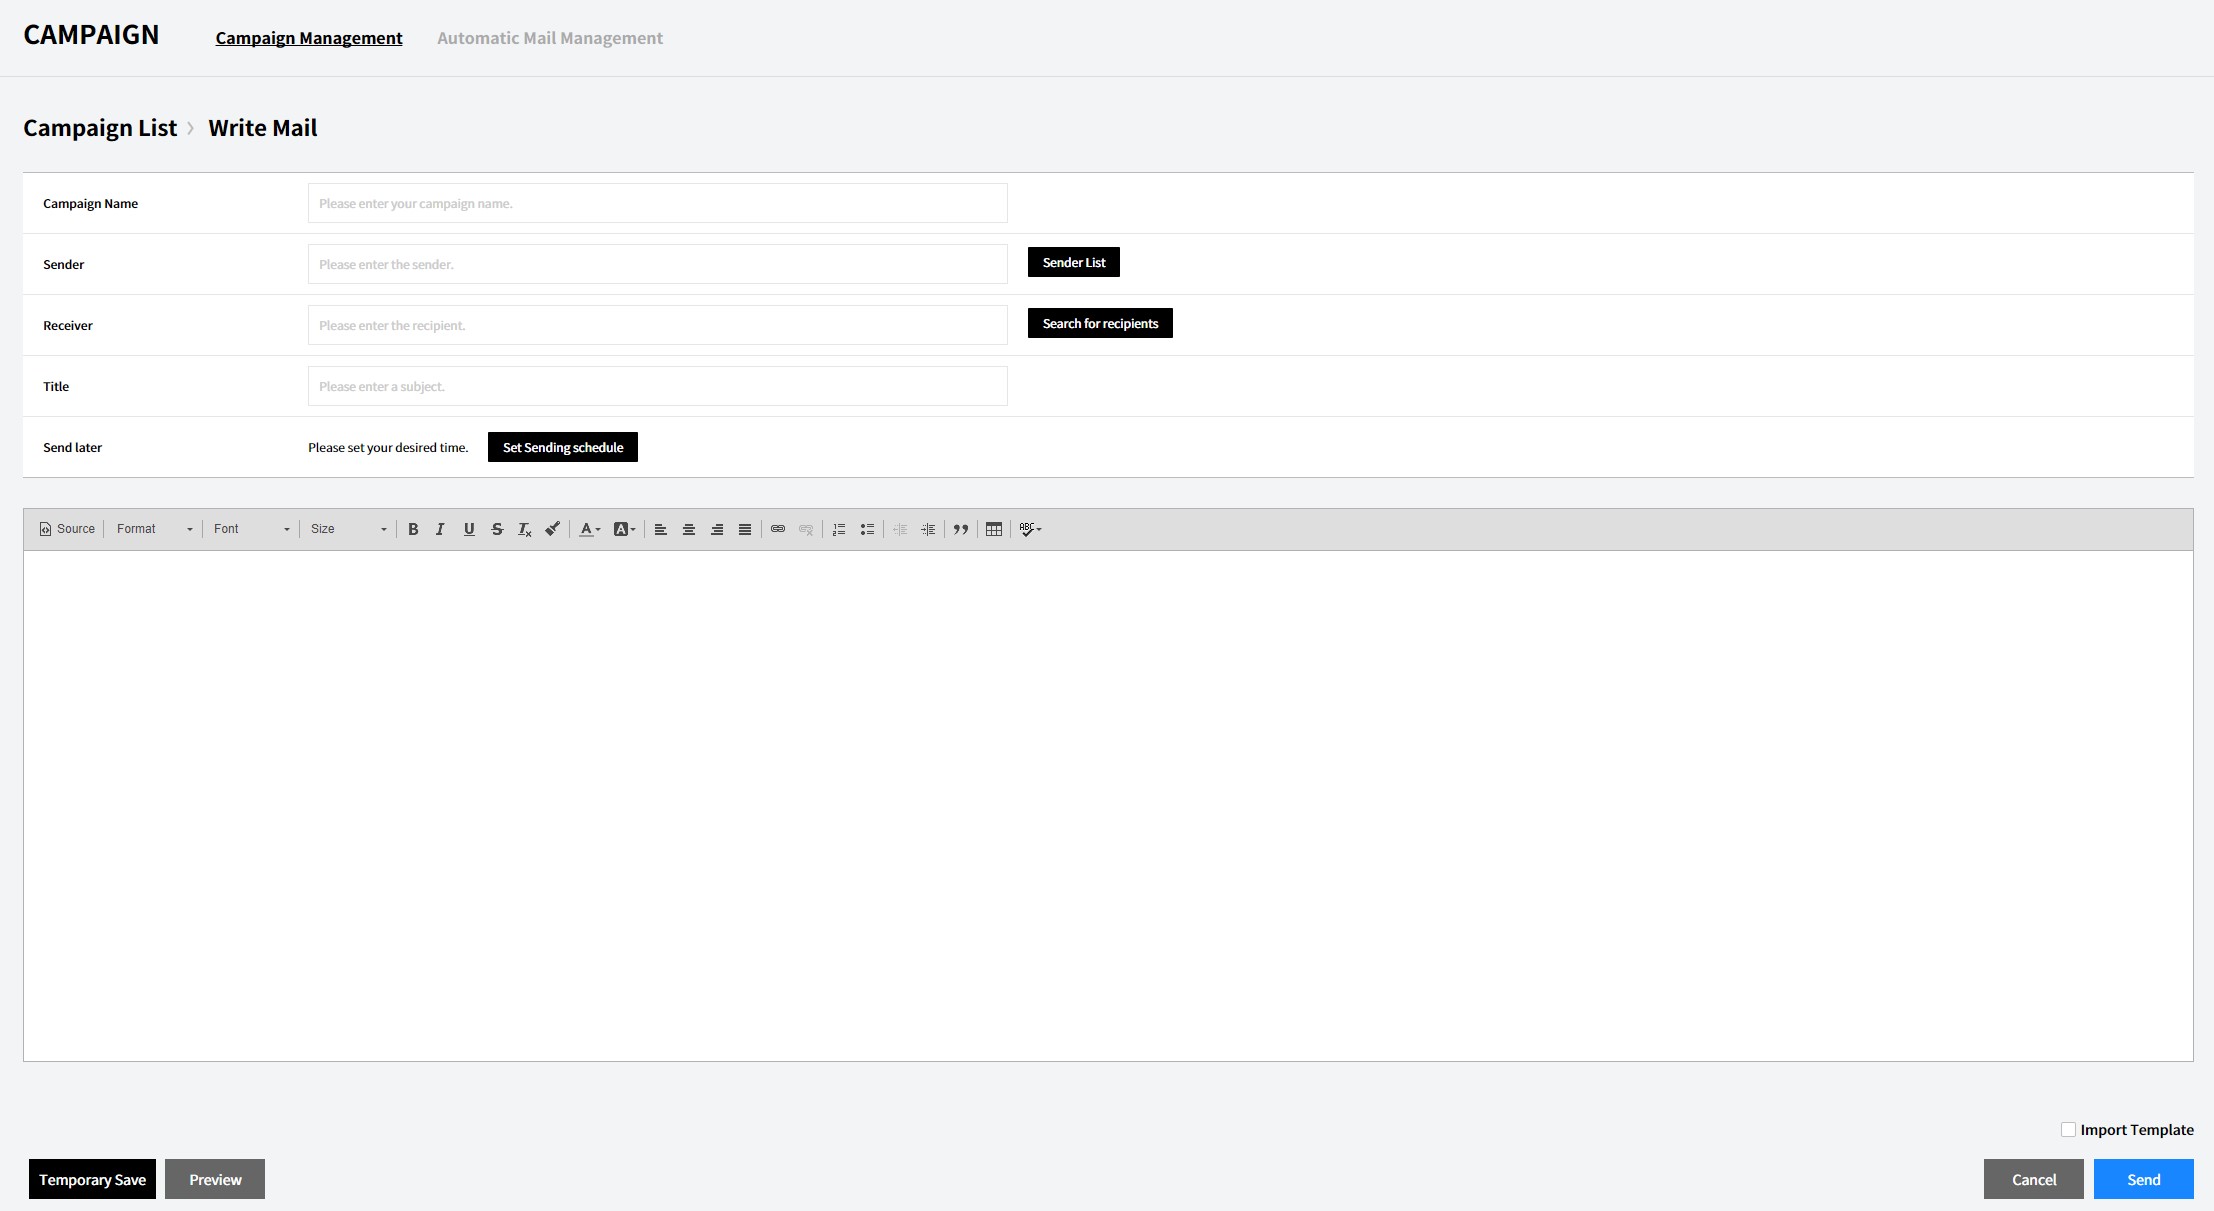 CAMPAIGN Campaign Management Automatic Mail Management
Campaign List › Write Mail
Campaign Name Please enter your campaign name.
Sender Please enter the sender. Sender List
Receiver Please enter the recipient. Search for recipients
Title Please enter a subject.
Send later Please set your desired time. Set Sending schedule
Source Format Font Size B I U S Tx A A ABC
Import Template
Temporary Save Preview Cancel Send